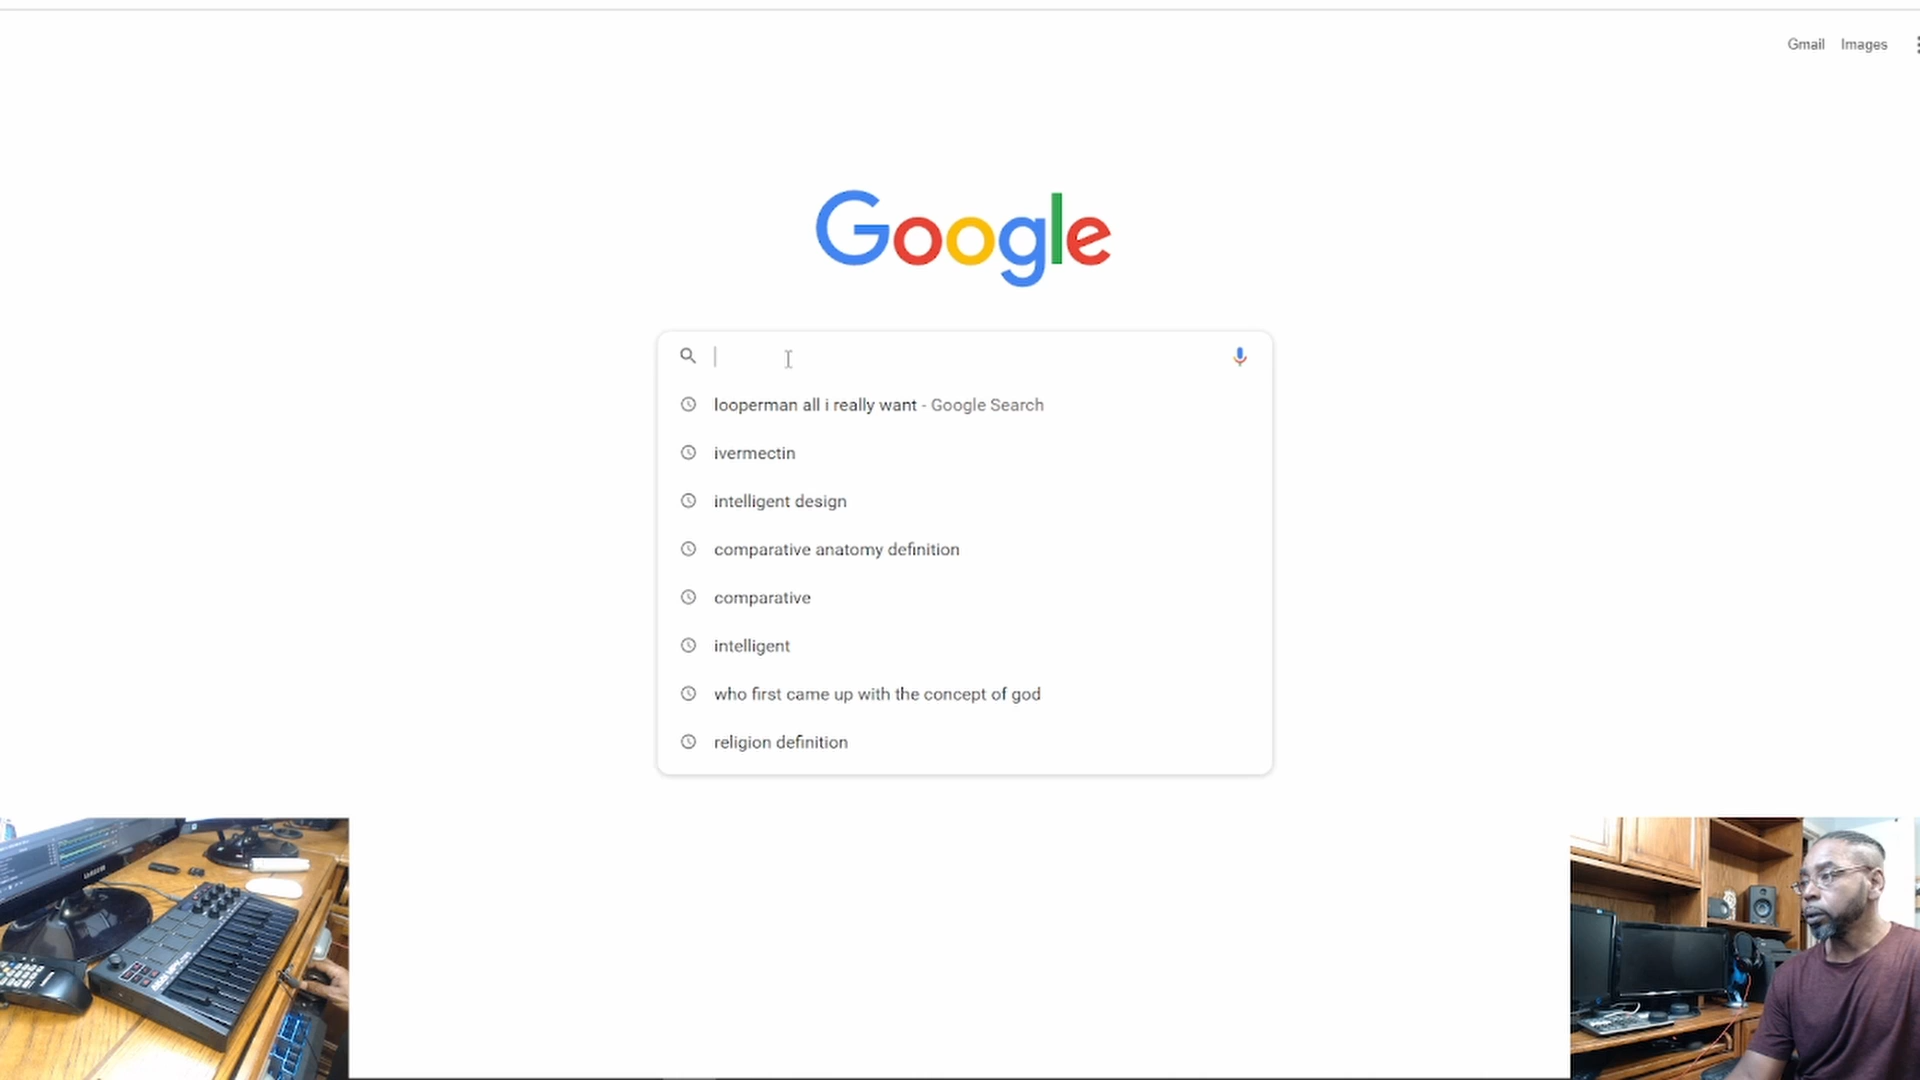 Gmail Images
Google
looperman all i really want - Google Search
ivermectin
intelligent design
comparative anatomy definition
comparative
intelligent
who first came up with the concept of god
religion definition
SAMSUNG